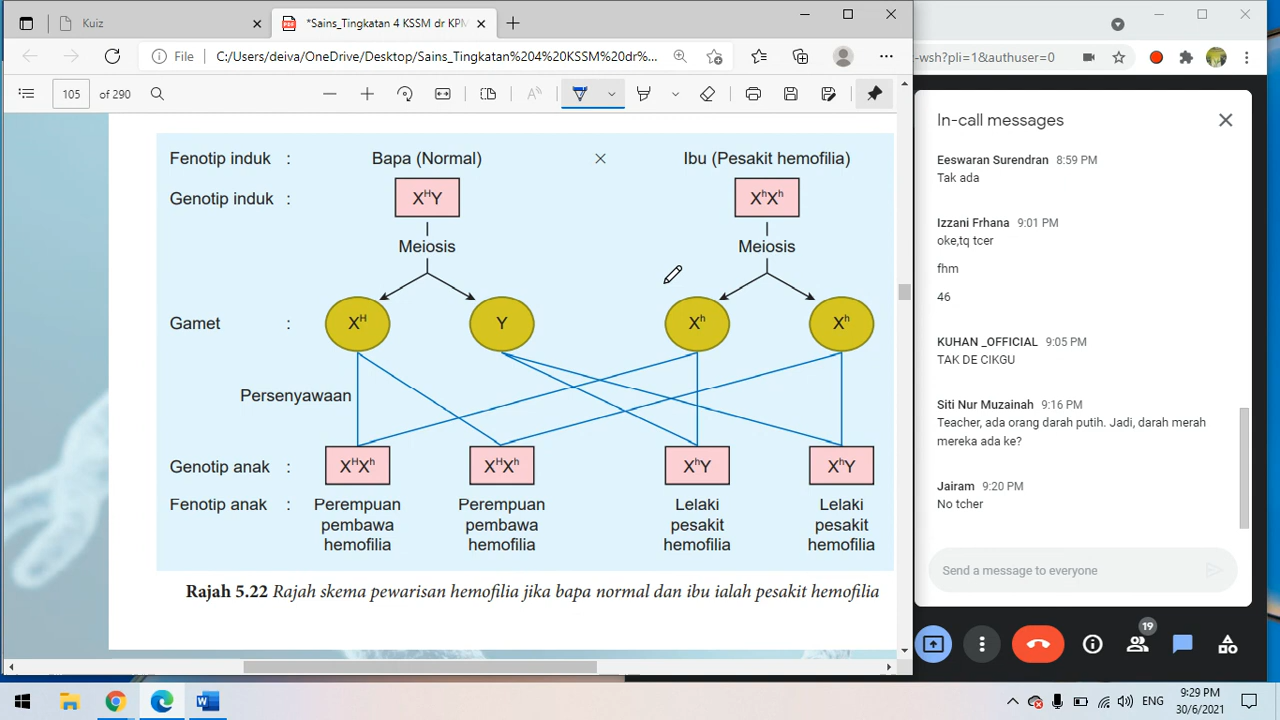 Kuiz
*Sains_Tingkatan 4 KSSM dr KPM
File
C:/Users/deiva/OneDrive/Desktop/Sains_Tingkatan%204%20KSSM%20dr%...
105 of 290
Fenotip induk : Bapa (Normal) × Ibu (Pesakit hemofilia)
Genotip induk : XᴴY XʰXʰ
Meiosis Meiosis
Gamet : Xᴴ Y Xʰ Xʰ
Persenyawaan
Genotip anak : XᴴXʰ XᴴXʰ XʰY XʰY
Fenotip anak : Perempuan Perempuan Lelaki Lelaki
pembawa pembawa pesakit pesakit
hemofilia hemofilia hemofilia hemofilia
Rajah 5.22 Rajah skema pewarisan hemofilia jika bapa normal dan ibu ialah pesakit hemofilia
-wsh?pli=1&authuser=0
In-call messages
Eeswaran Surendran 8:59 PM
Tak ada
Izzani Frhana 9:01 PM
oke,tq tcer
fhm
46
KUHAN _OFFICIAL 9:05 PM
TAK DE CIKGU
Siti Nur Muzainah 9:16 PM
Teacher, ada orang darah putih. Jadi, darah merah
mereka ada ke?
Jairam 9:20 PM
No tcher
Send a message to everyone
19
ENG
9:29 PM
30/6/2021